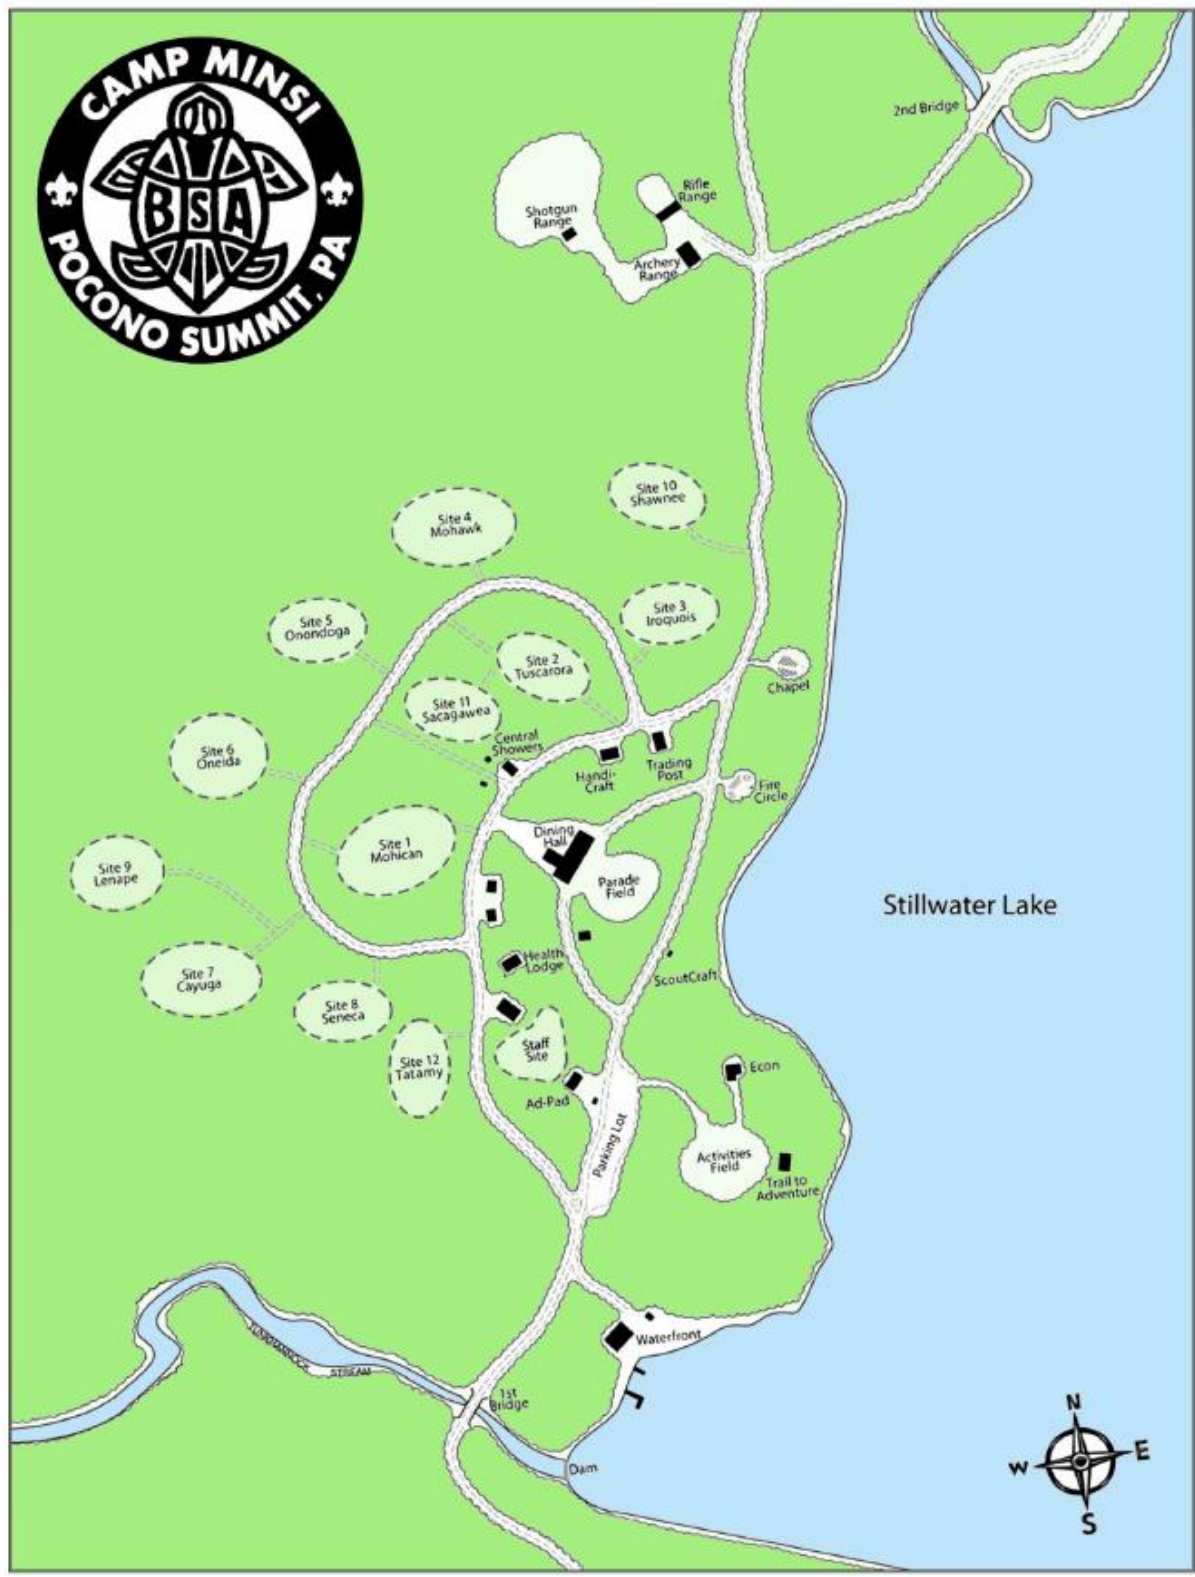 CAMP MINSI
BSA
POCONO SUMMIT, PA
2nd Bridge
Rifle
Range
Shotgun
Range
Archery
Range
Site 10
Shawnee
Site 4
Mohawk
Site 3
Iroquois
Site 5
Onondoga
Site 2
Tuscarora
Chapel
Site 11
Sacagawea
Central
Showers
Site 6
Oneida
Trading
Post
Handi-
Craft
Fire
Circle
Dining
Hall
Site 1
Mohican
Site 9
Lenape
Parade
Field
Stillwater Lake
Health
Lodge
ScoutCraft
Site 7
Cayuga
Site 8
Seneca
Staff
Site
Site 12
Tatamy
Econ
Ad-Pad
Parking Lot
Activities
Field
Trail to
Adventure
Waterfront
TUNKHANNOCK STREAM
1st
Bridge
Dam
N
W E
S